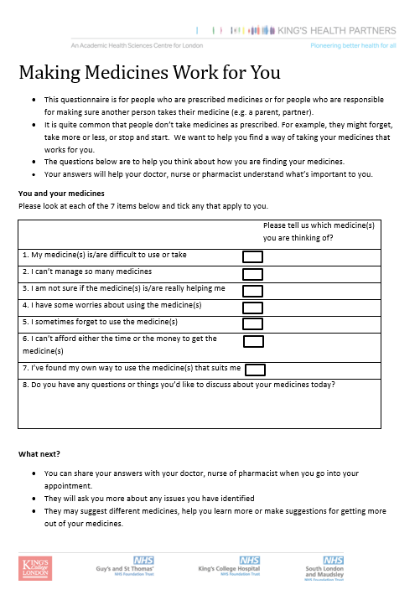 KING'S HEALTH PARTNERS
An Academic Health Sciences Centre for London
Pioneering better health for all
Making Medicines Work for You
• This questionnaire is for people who are prescribed medicines or for people who are responsible
for making sure another person takes their medicine (e.g. a parent, partner).
• It is quite common that people don't take medicines as prescribed. For example, they might forget,
take more or less, or stop and start. We want to help you find a way of taking your medicines that
works for you.
• The questions below are to help you think about how you are finding your medicines.
• Your answers will help your doctor, nurse or pharmacist understand what's important to you.
You and your medicines
Please look at each of the 7 items below and tick any that apply to you.
Please tell us which medicine(s)
you are thinking of?
1. My medicine(s) is/are difficult to use or take
2. I can't manage so many medicines
3. I am not sure if the medicine(s) is/are really helping me
4. I have some worries about using the medicine(s)
5. I sometimes forget to use the medicine(s)
6. I can't afford either the time or the money to get the
medicine(s)
7. I've found my own way to use the medicine(s) that suits me
8. Do you have any questions or things you'd like to discuss about your medicines today?
What next?
• You can share your answers with your doctor, nurse of pharmacist when you go into your
appointment.
• They will ask you more about any issues you have identified
• They may suggest different medicines, help you learn more or make suggestions for getting more
out of your medicines.
KING'S
College
LONDON
NHS
Guy's and St Thomas'
NHS Foundation Trust
NHS
King's College Hospital
NHS Foundation Trust
NHS
South London
and Maudsley
NHS Foundation Trust